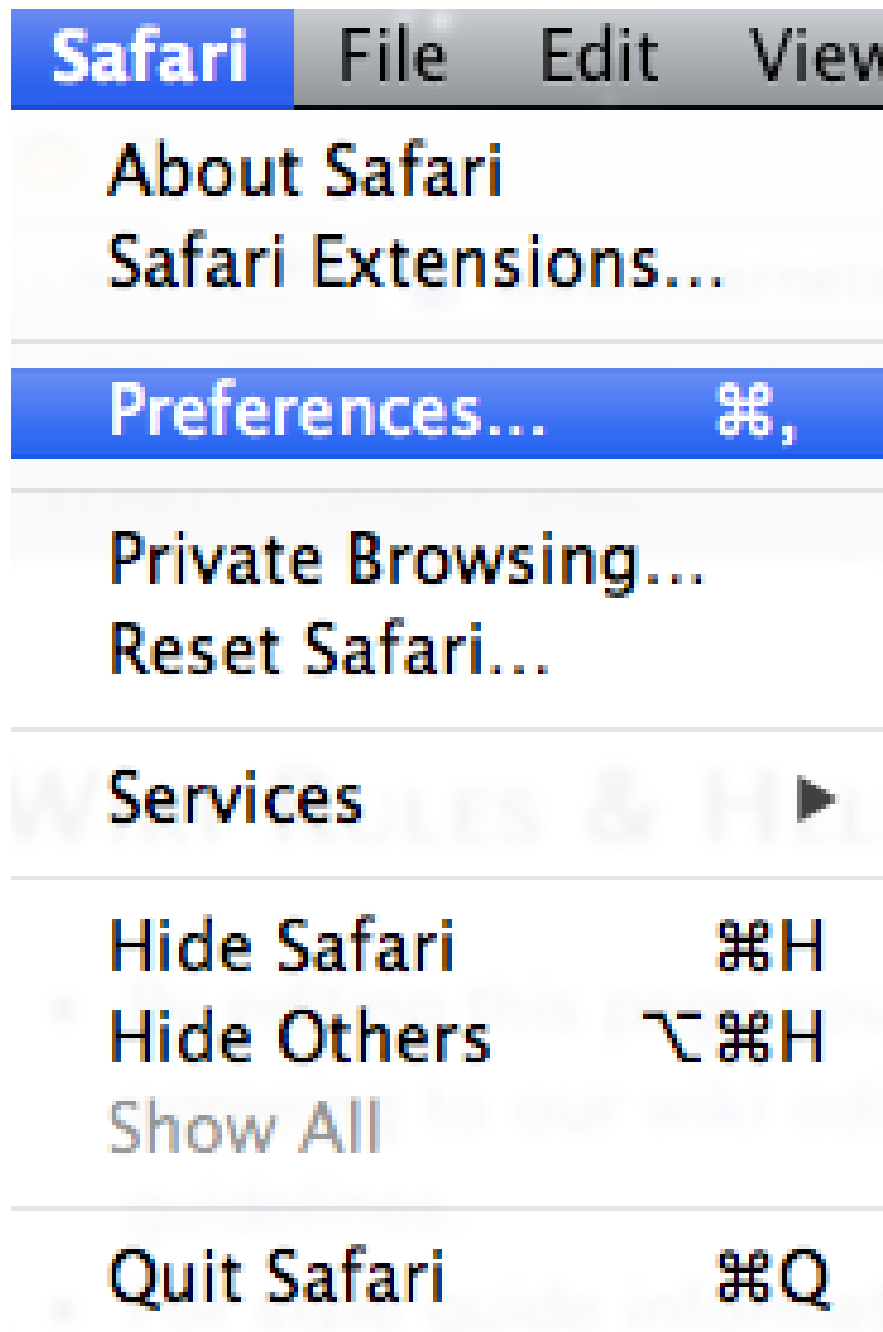 Safari File Edit View
About Safari
Safari Extensions...
Preferences... ⌘,
Private Browsing...
Reset Safari...
Services ▶
Hide Safari ⌘H
Hide Others ⌥⌘H
Show All
Quit Safari ⌘Q